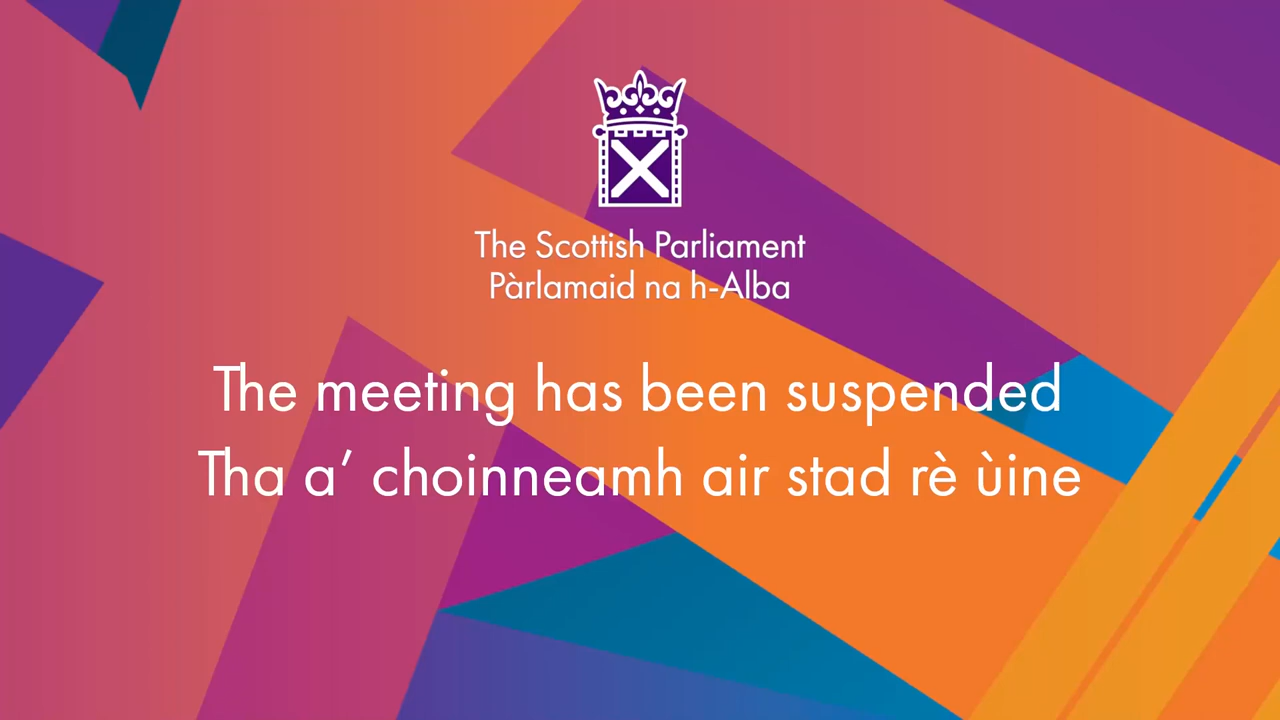 The Scottish Parliament
Pàrlamaid na h-Alba
The meeting has been suspended
Tha a’ choinneamh air stad rè ùine